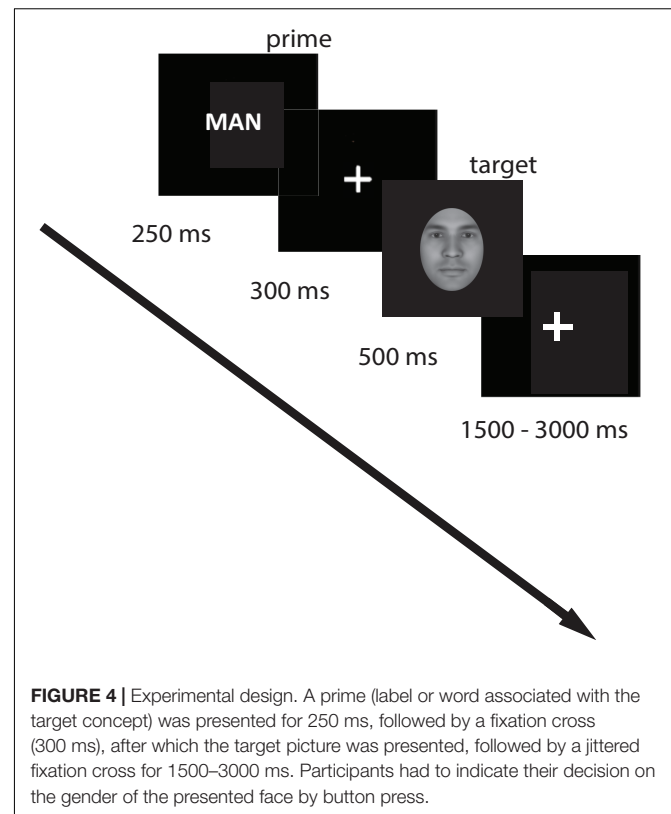 prime
MAN
target
250 ms
300 ms
500 ms
1500 - 3000 ms
FIGURE 4 | Experimental design. A prime (label or word associated with the
target concept) was presented for 250 ms, followed by a fixation cross
(300 ms), after which the target picture was presented, followed by a jittered
fixation cross for 1500–3000 ms. Participants had to indicate their decision on
the gender of the presented face by button press.